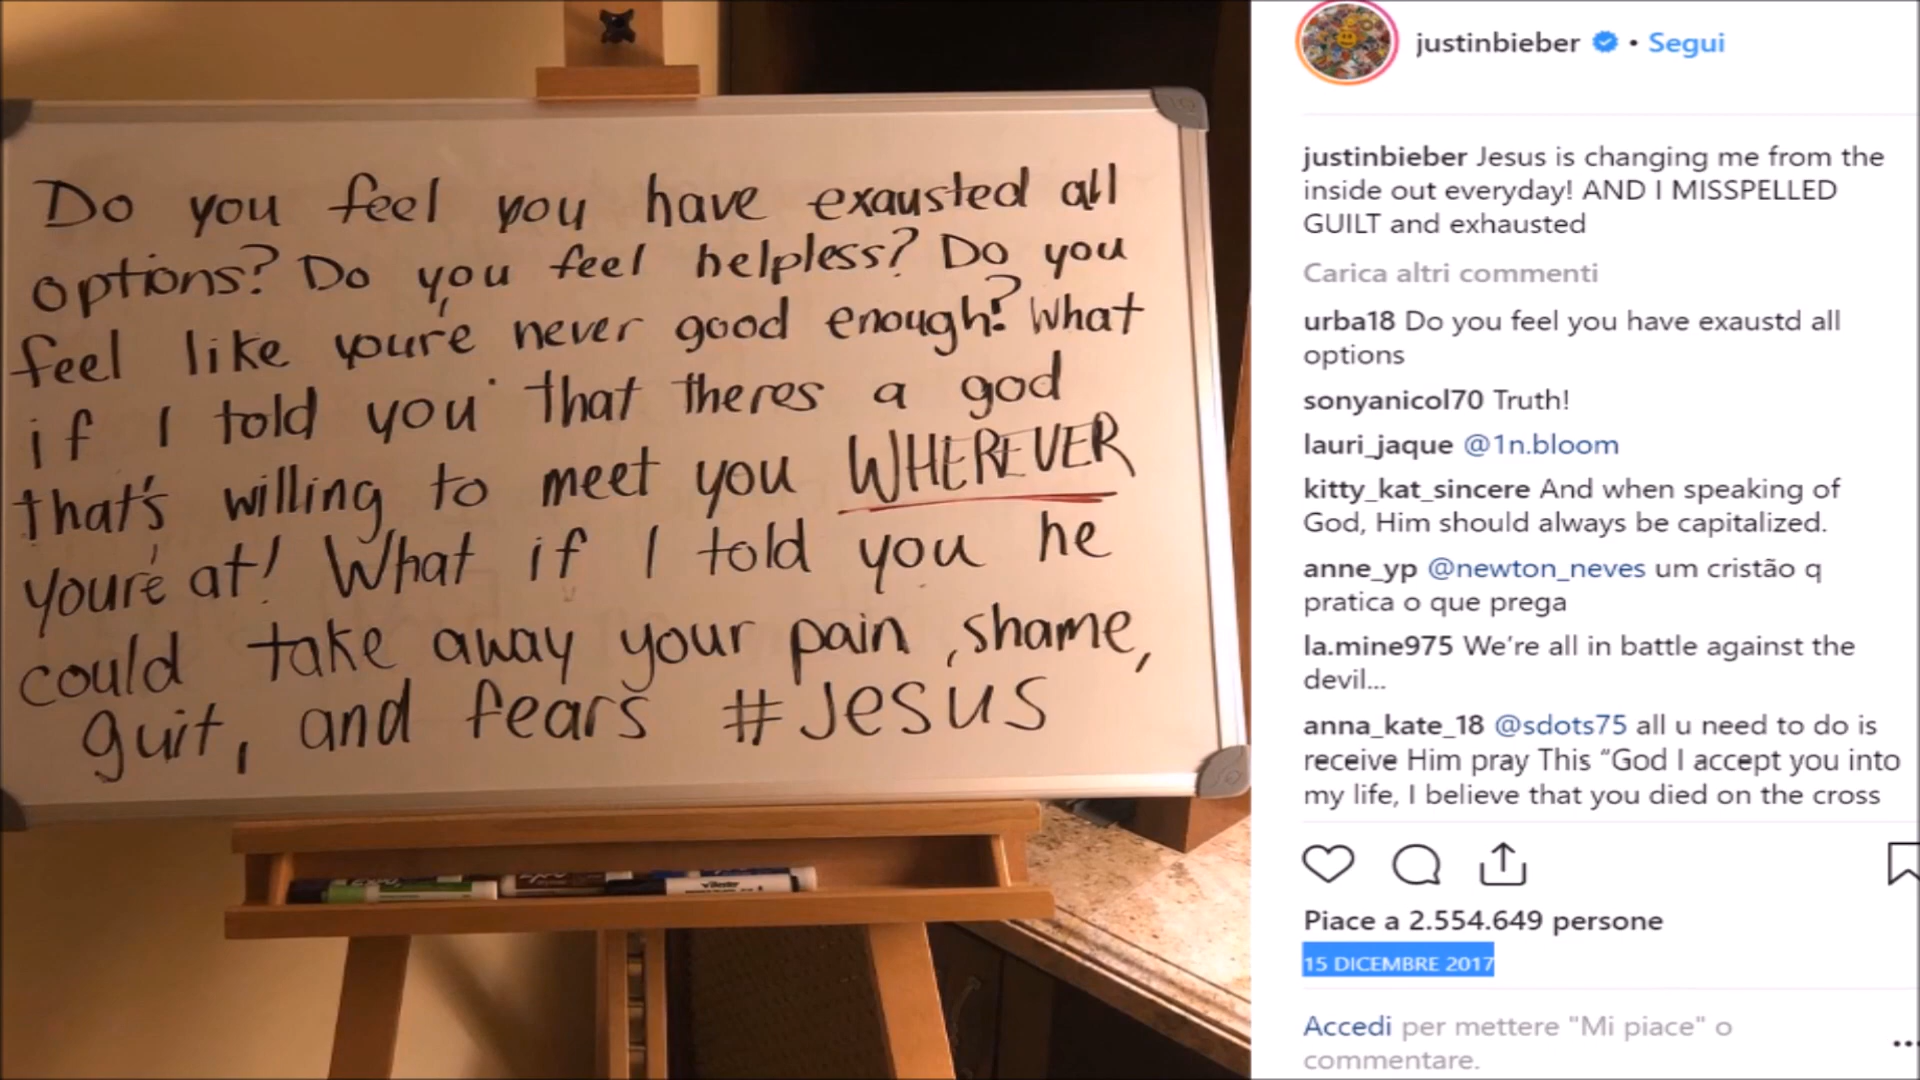 Do you feel you have exausted all
options? Do you feel helpless? Do you
feel like you're never good enough? What
if I told you that theres a god
that's willing to meet you WHEREVER
you're at! What if I told you he
could take away your pain, shame,
guit, and fears #Jesus
justinbieber • Segui
justinbieber Jesus is changing me from the
inside out everyday! AND I MISSPELLED
GUILT and exhausted
Carica altri commenti
urba18 Do you feel you have exaustd all
options
sonyanicol70 Truth!
lauri_jaque @1n.bloom
kitty_kat_sincere And when speaking of
God, Him should always be capitalized.
anne_yp @newton_neves um cristão q
pratica o que prega
la.mine975 We're all in battle against the
devil...
anna_kate_18 @sdots75 all u need to do is
receive Him pray This “God I accept you into
my life, I believe that you died on the cross
Piace a 2.554.649 persone
15 DICEMBRE 2017
Accedi per mettere "Mi piace" o
commentare.